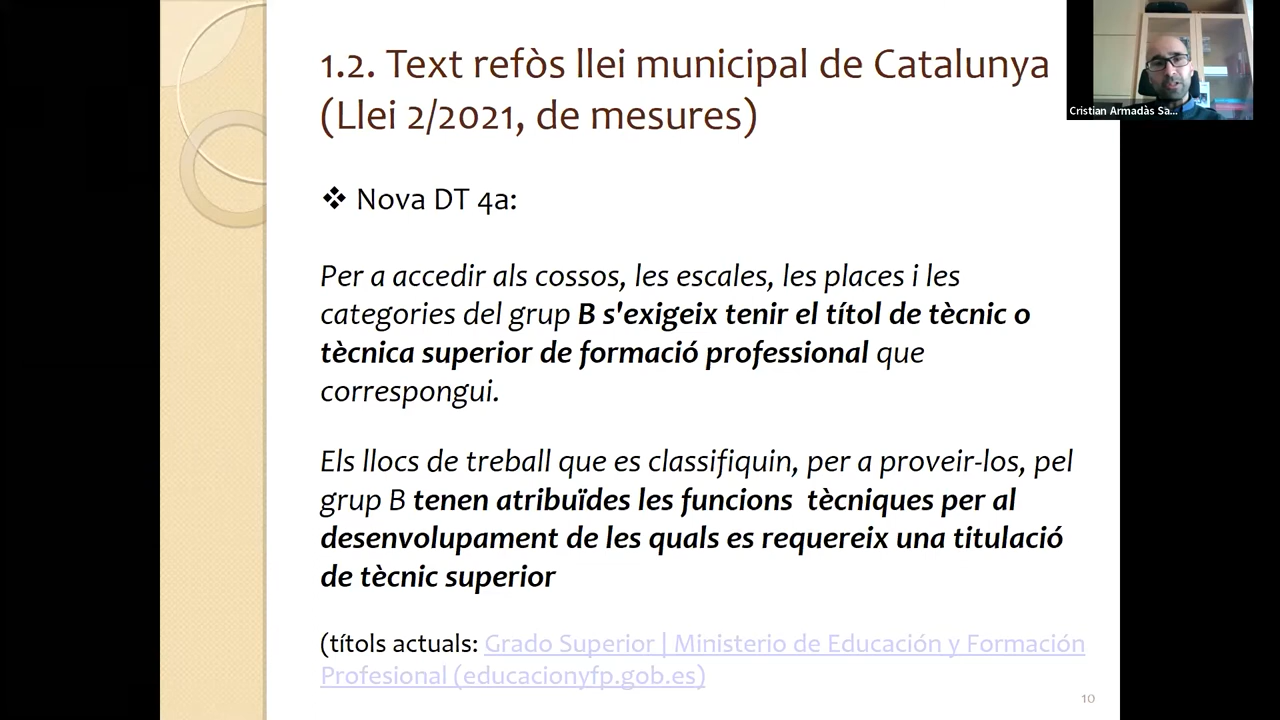 1.2. Text refòs llei municipal de Catalunya
(Llei 2/2021, de mesures)
Cristian Armadàs Sa...
❖ Nova DT 4a:
Per a accedir als cossos, les escales, les places i les
categories del grup B s'exigeix tenir el títol de tècnic o
tècnica superior de formació professional que
correspongui.
Els llocs de treball que es classifiquin, per a proveir-los, pel
grup B tenen atribuïdes les funcions tècniques per al
desenvolupament de les quals es requereix una titulació
de tècnic superior
(títols actuals: Grado Superior | Ministerio de Educación y Formación
Profesional (educacionyfp.gob.es)
10